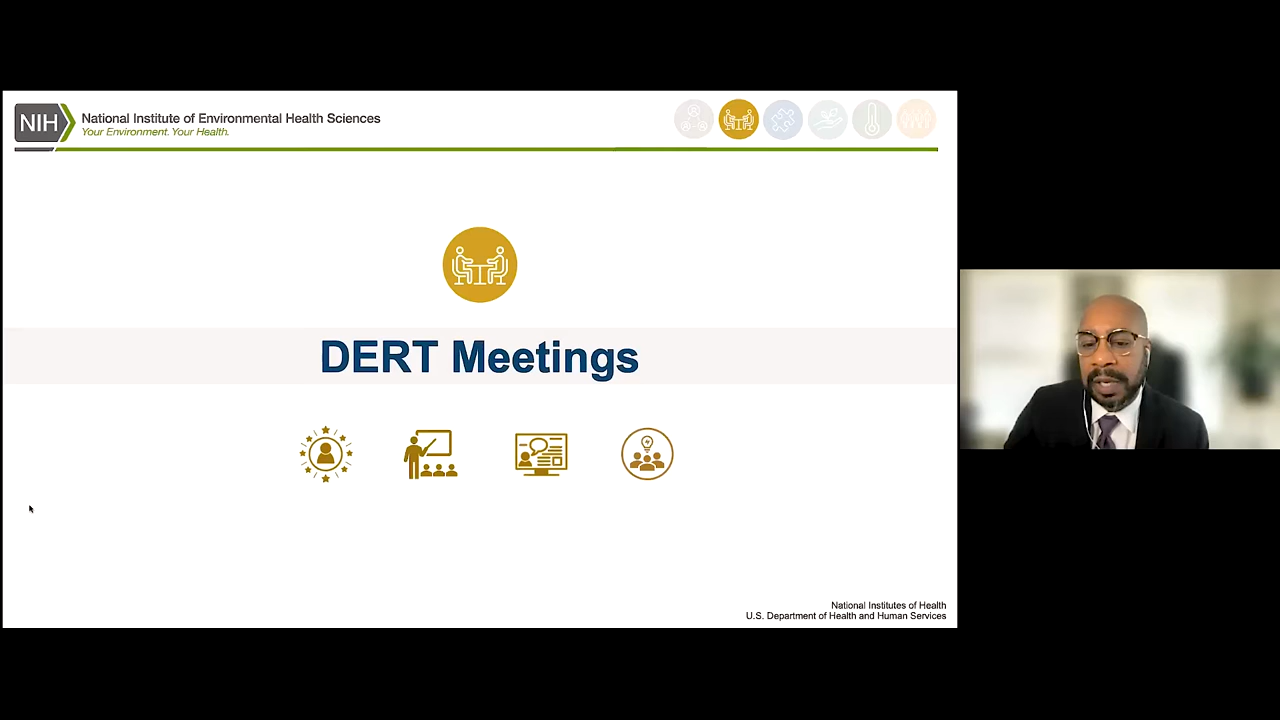 NIH
National Institute of Environmental Health Sciences
Your Environment. Your Health.
DERT Meetings
National Institutes of Health
U.S. Department of Health and Human Services